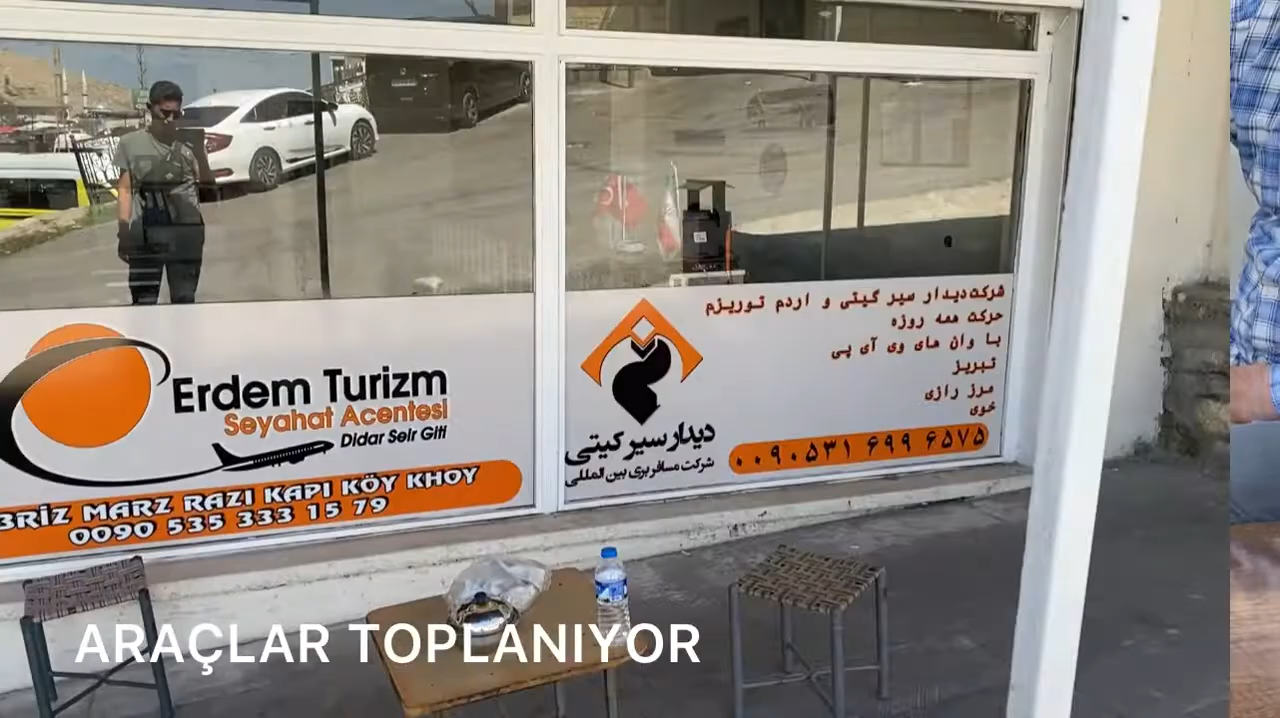 Erdem Turizm
Seyahat Acentesi
Didar Seir Giti
BRİZ MARZ RAZI KAPI KÖY KHOY
0090 535 333 15 79
دیدار سیر گیتی
شرکت مسافربری بین المللی
شرکت دیدار سیر گیتی و اردم توریزم
حرکت همه روزه
با وان های وی آی پی
تبریز
مرز رازی
خوی
۰۰۹۰۵۳۱ ۶۹۹ ۶۵۷۵
ARAÇLAR TOPLANIYOR